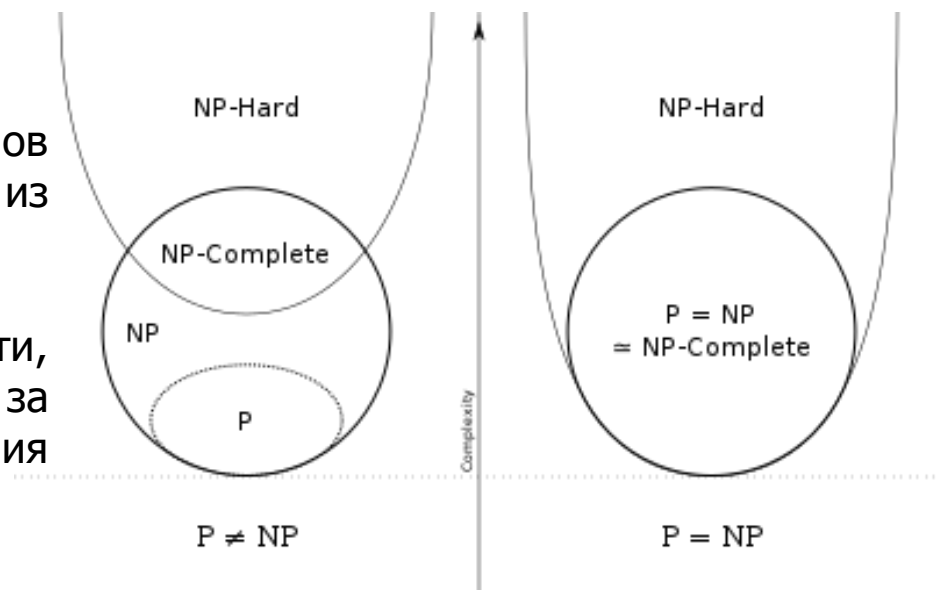 ов
из
ти,
за
ия
NP-Hard
NP-Complete
NP
P
P ≠ NP
Complexity
NP-Hard
P = NP
≃ NP-Complete
P = NP